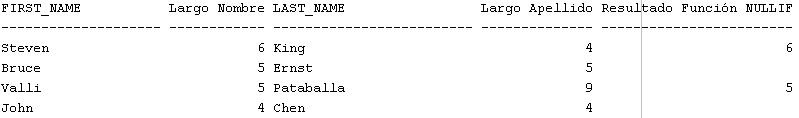 FIRST_NAME Largo Nombre LAST_NAME Largo Apellido Resultado Función NULLIF
-------------------- ------------ ------------------------- -------------- ------------------------
Steven 6 King 4 6
Bruce 5 Ernst 5
Valli 5 Pataballa 9 5
John 4 Chen 4